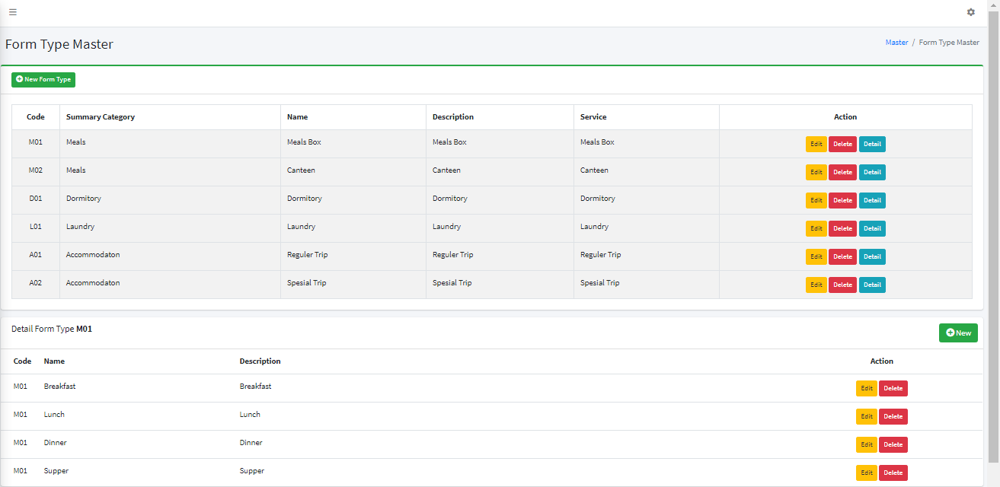 Form Type Master
Master / Form Type Master
New Form Type
Code Summary Category Name Description Service Action
M01 Meals Meals Box Meals Box Meals Box Edit Delete Detail
M02 Meals Canteen Canteen Canteen Edit Delete Detail
D01 Dormitory Dormitory Dormitory Dormitory Edit Delete Detail
L01 Laundry Laundry Laundry Laundry Edit Delete Detail
A01 Accommodaton Reguler Trip Reguler Trip Reguler Trip Edit Delete Detail
A02 Accommodaton Spesial Trip Spesial Trip Spesial Trip Edit Delete Detail
Detail Form Type M01
New
Code Name Description Action
M01 Breakfast Breakfast Edit Delete
M01 Lunch Lunch Edit Delete
M01 Dinner Dinner Edit Delete
M01 Supper Supper Edit Delete